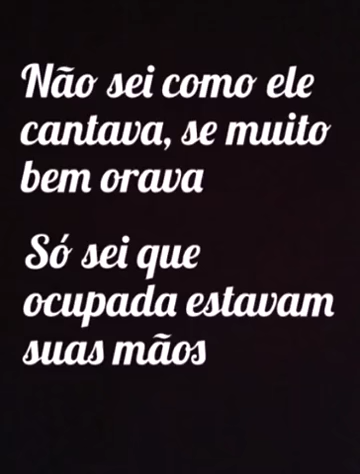 Não sei como ele
cantava, se muito
bem orava
Só sei que
ocupada estavam
suas mãos